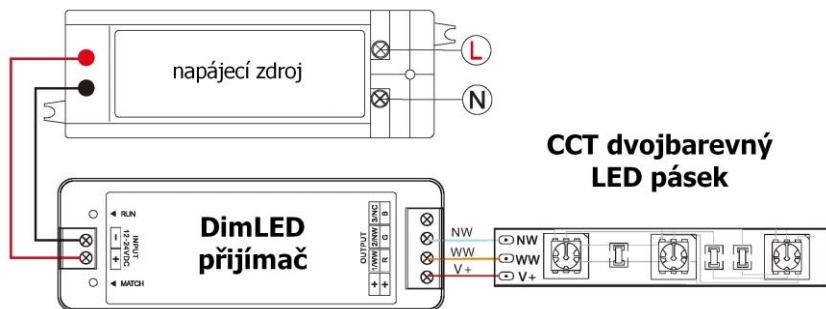 napájecí zdroj
L
N
CCT dvojbarevný
LED pásek
RUN
INPUT
12-24VDC
+ −
MATCH
DimLED
přijímač
OUTPUT
+ 1/WW 2/NW 3/NC
+ R G B
NW
WW
V+
NW
WW
V+